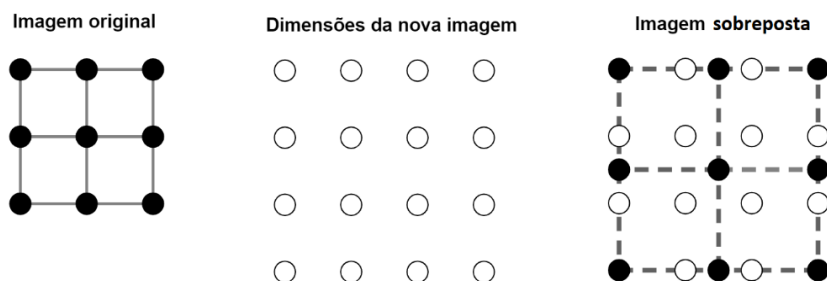 Imagem original
Dimensões da nova imagem
Imagem sobreposta